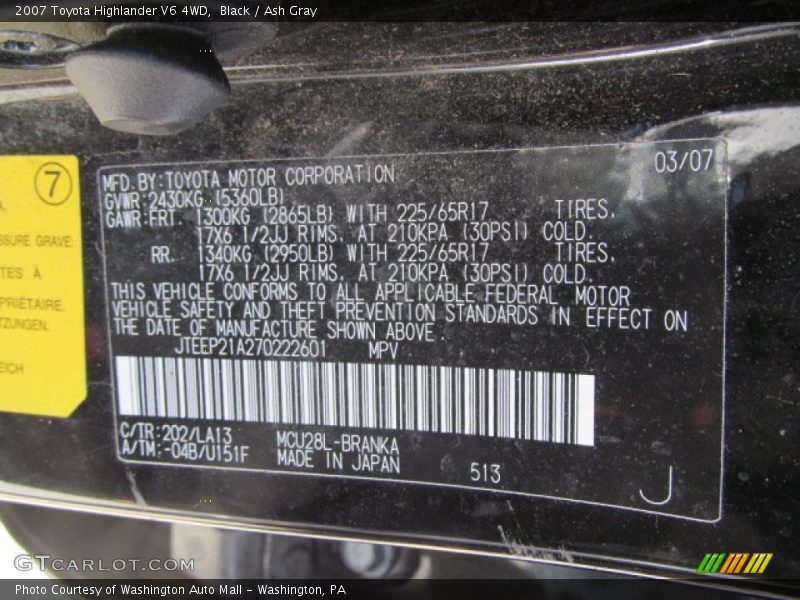 2007 Toyota Highlander V6 4WD, Black / Ash Gray
7
A.
SSURE GRAVE:
TES À
PRIÉTAIRE.
TZUNGEN:
EICH
03/07
MFD. BY: TOYOTA MOTOR CORPORATION
GVWR: 2430KG (5360LB)
GAWR: FRT. 1300KG (2865LB) WITH 225/65R17 TIRES,
17X6 1/2JJ RIMS, AT 210KPA (30PSI) COLD.
RR. 1340KG (2950LB) WITH 225/65R17 TIRES,
17X6 1/2JJ RIMS, AT 210KPA (30PSI) COLD.
THIS VEHICLE CONFORMS TO ALL APPLICABLE FEDERAL MOTOR
VEHICLE SAFETY AND THEFT PREVENTION STANDARDS IN EFFECT ON
THE DATE OF MANUFACTURE SHOWN ABOVE.
JTEEP21A270222601 MPV
C/TR: 202/LA13 MCU28L-BRANKA
A/TM: -04B/U151F MADE IN JAPAN
513
J
GTCARLOT.COM
Photo Courtesy of Washington Auto Mall - Washington, PA